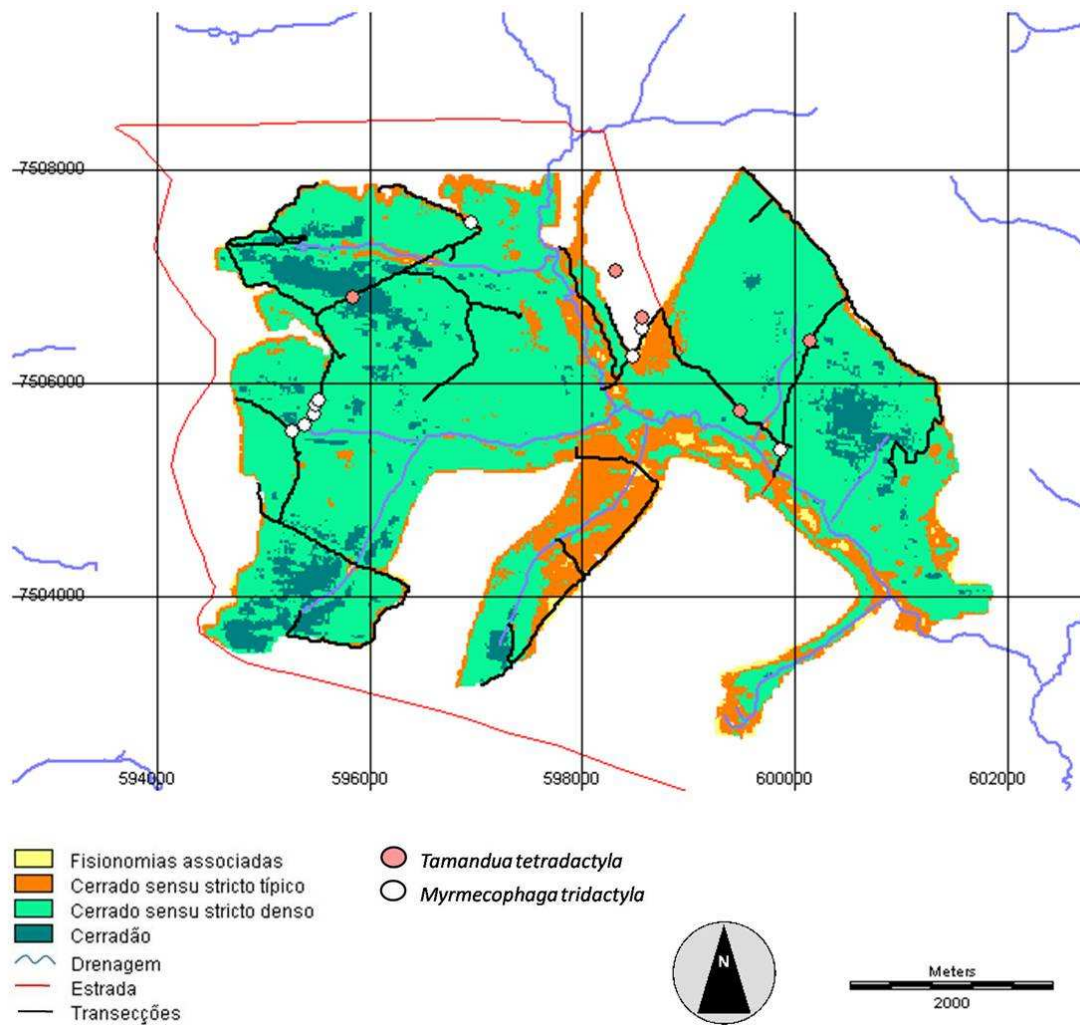 7508000
7506000
7504000
594000 596000 598000 600000 602000
Fisionomias associadas
Cerrado sensu stricto típico
Cerrado sensu stricto denso
Cerradão
Drenagem
Estrada
Transecções
Tamandua tetradactyla
Myrmecophaga tridactyla
N
Meters
2000